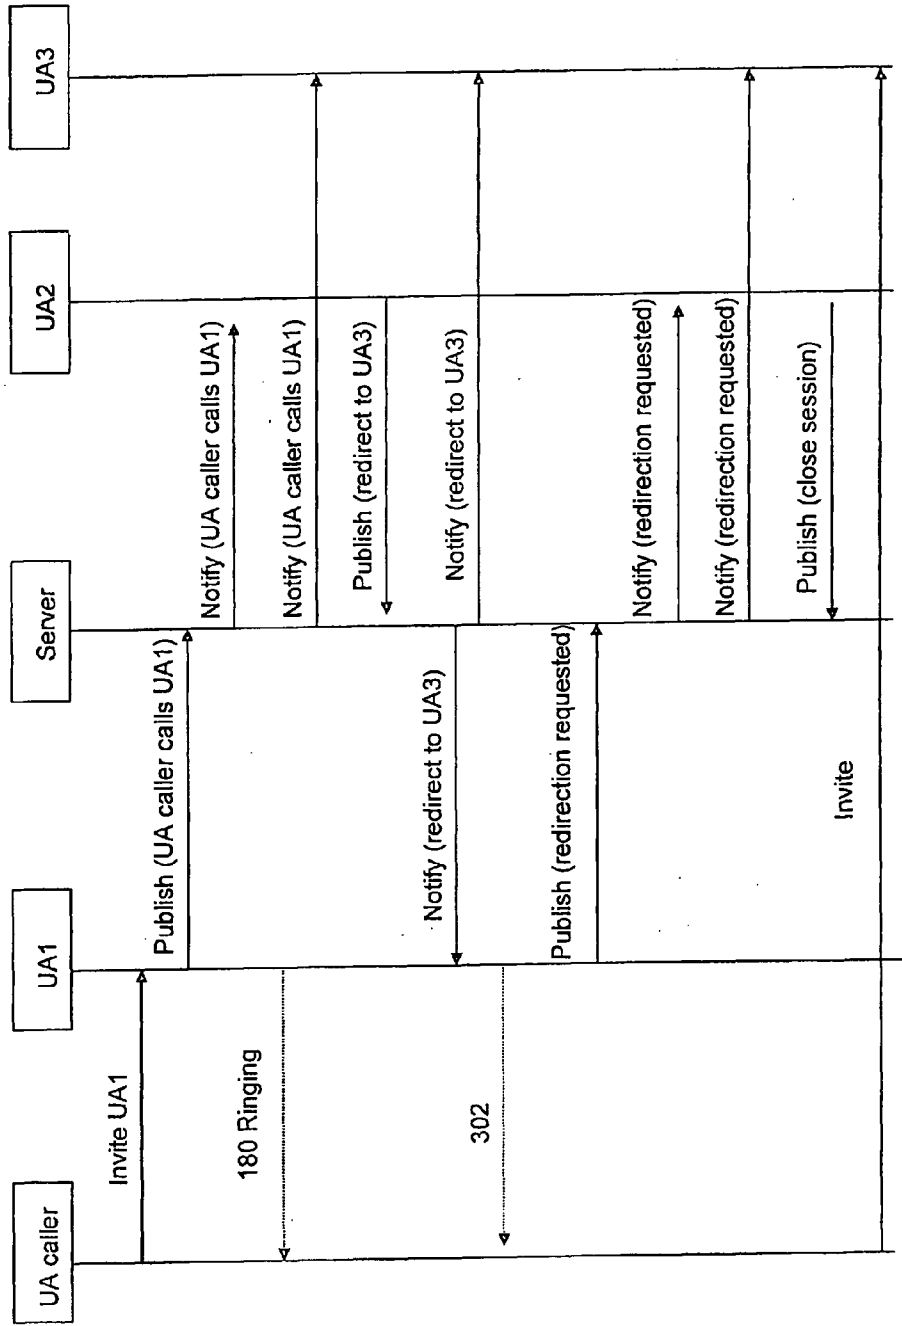 UA caller
UA1
Server
UA2
UA3
Invite UA1
Publish (UA caller calls UA1)
Notify (UA caller calls UA1)
180 Ringing
Notify (UA caller calls UA1)
Publish (redirect to UA3)
Notify (redirect to UA3)
Notify (redirect to UA3)
302
Publish (redirection requested)
Notify (redirection requested)
Notify (redirection requested)
Publish (close session)
Invite